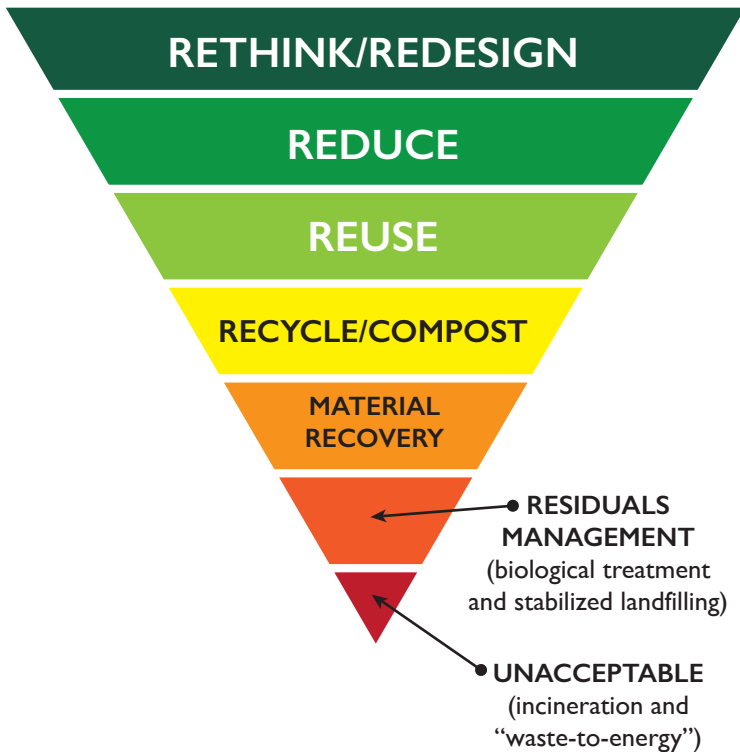 RETHINK/REDESIGN
REDUCE
REUSE
RECYCLE/COMPOST
MATERIAL
RECOVERY
RESIDUALS
MANAGEMENT
(biological treatment
and stabilized landfilling)
UNACCEPTABLE
(incineration and
“waste-to-energy”)